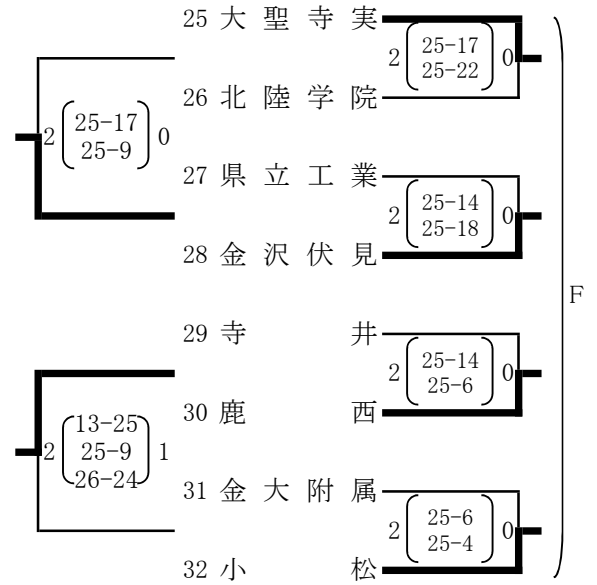 25 大聖寺実
2 25-17 0
25-22
26 北陸学院
2 25-17 0
25-9
27 県立工業
2 25-14 0
25-18
28 金沢伏見
F
29 寺井
2 25-14 0
25-6
30 鹿西
13-25
2 25-9 1
26-24
31 金大附属
2 25-6 0
25-4
32 小松